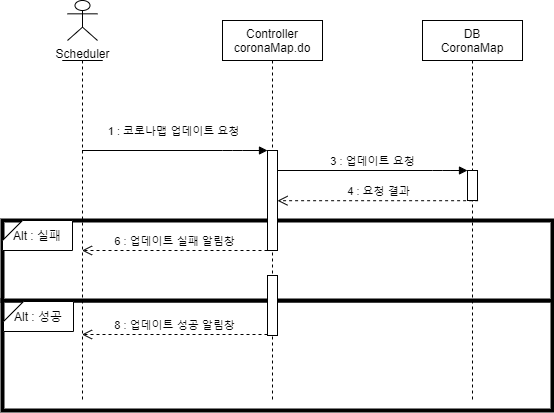 Scheduler
Controller
coronaMap.do
DB
CoronaMap
1 : 코로나맵 업데이트 요청
3 : 업데이트 요청
4 : 요청 결과
Alt : 실패
6 : 업데이트 실패 알림창
Alt : 성공
8 : 업데이트 성공 알림창